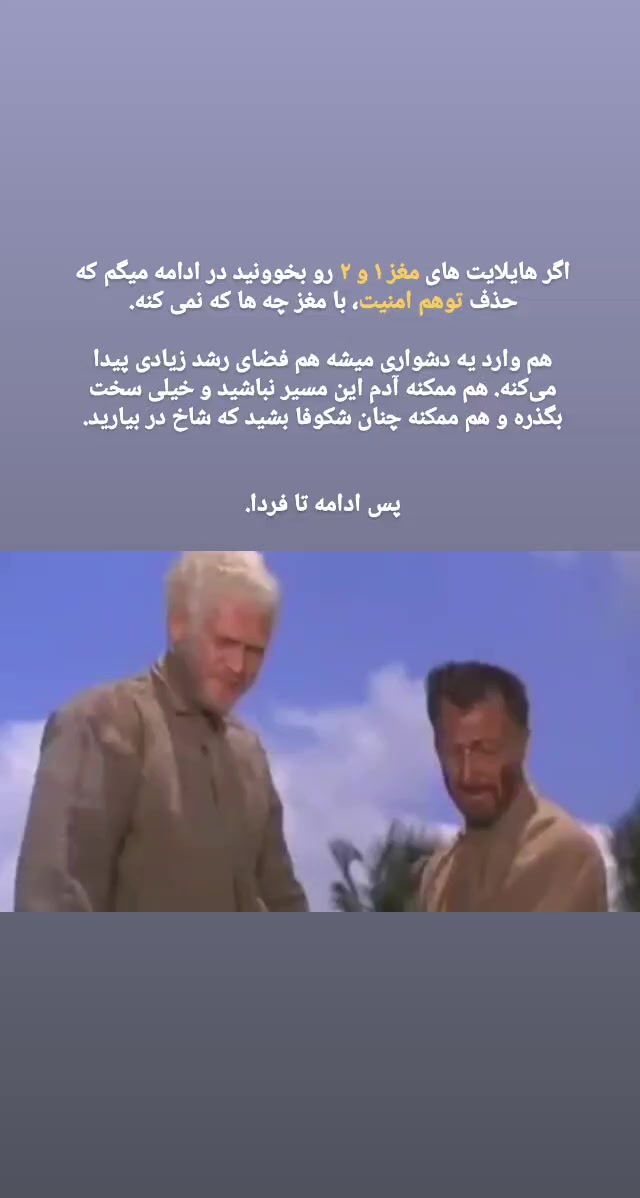 اگر هایلایت های مغز ۱ و ۲ رو بخوونید در ادامه میگم که
حذف توهم امنیت، با مغز چه ها که نمی کنه.
هم وارد یه دشواری میشه هم فضای رشد زیادی پیدا
می‌کنه. هم ممکنه آدم این مسیر نباشید و خیلی سخت
بگذره و هم ممکنه چنان شکوفا بشید که شاخ در بیارید.
پس ادامه تا فردا.